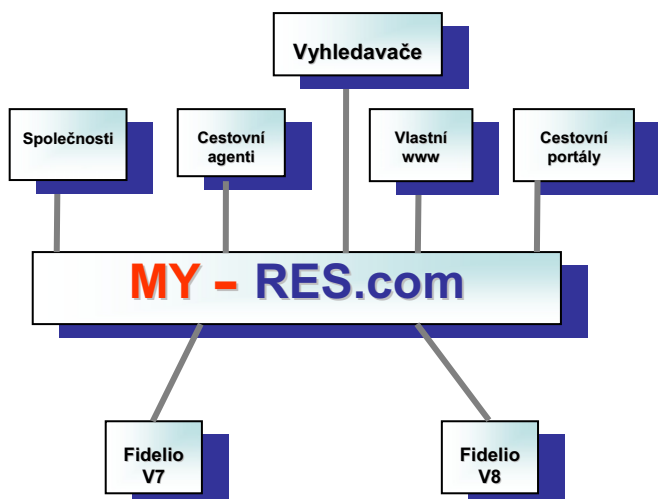 Vyhledavače
Společnosti
Cestovní
agenti
Vlastní
www
Cestovní
portály
MY - RES.com
Fidelio
V7
Fidelio
V8